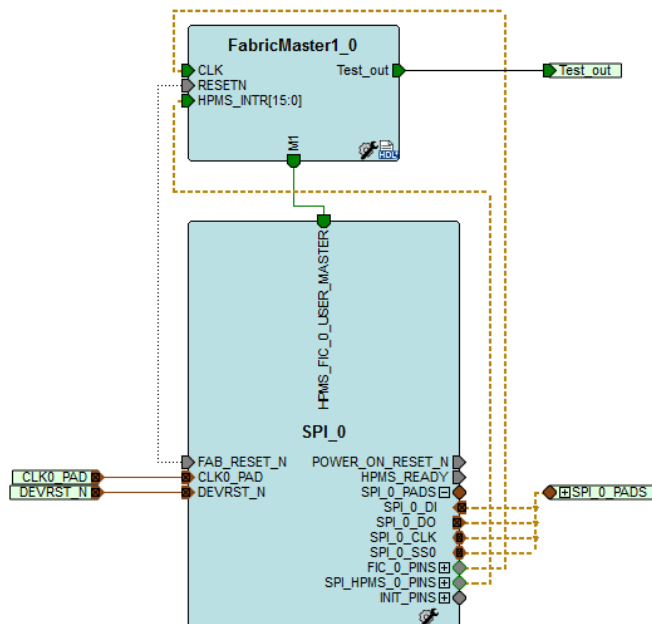 FabricMaster1_0
CLK
Test_out
Test_out
RESETN
HPMS_INTR[15:0]
M1
HDL
HPMS_FIC_0_USER_MASTER
SPI_0
FAB_RESET_N
POWER_ON_RESET_N
CLK0_PAD
CLK0_PAD
HPMS_READY
DEVRST_N
DEVRST_N
SPI_0_PADS
SPI_0_PADS
SPI_0_DI
SPI_0_DO
SPI_0_CLK
SPI_0_SS0
FIC_0_PINS
SPI_HPMS_0_PINS
INIT_PINS